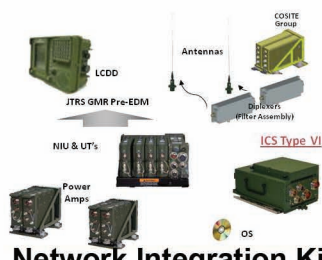 COSITE
Group
Antennas
LCDD
JTRS GMR Pre-EDM
Diplexers
(Filter Assembly)
NIU & UT's
ICS Type VI
Power
Amps
OS
Network Integration Ki